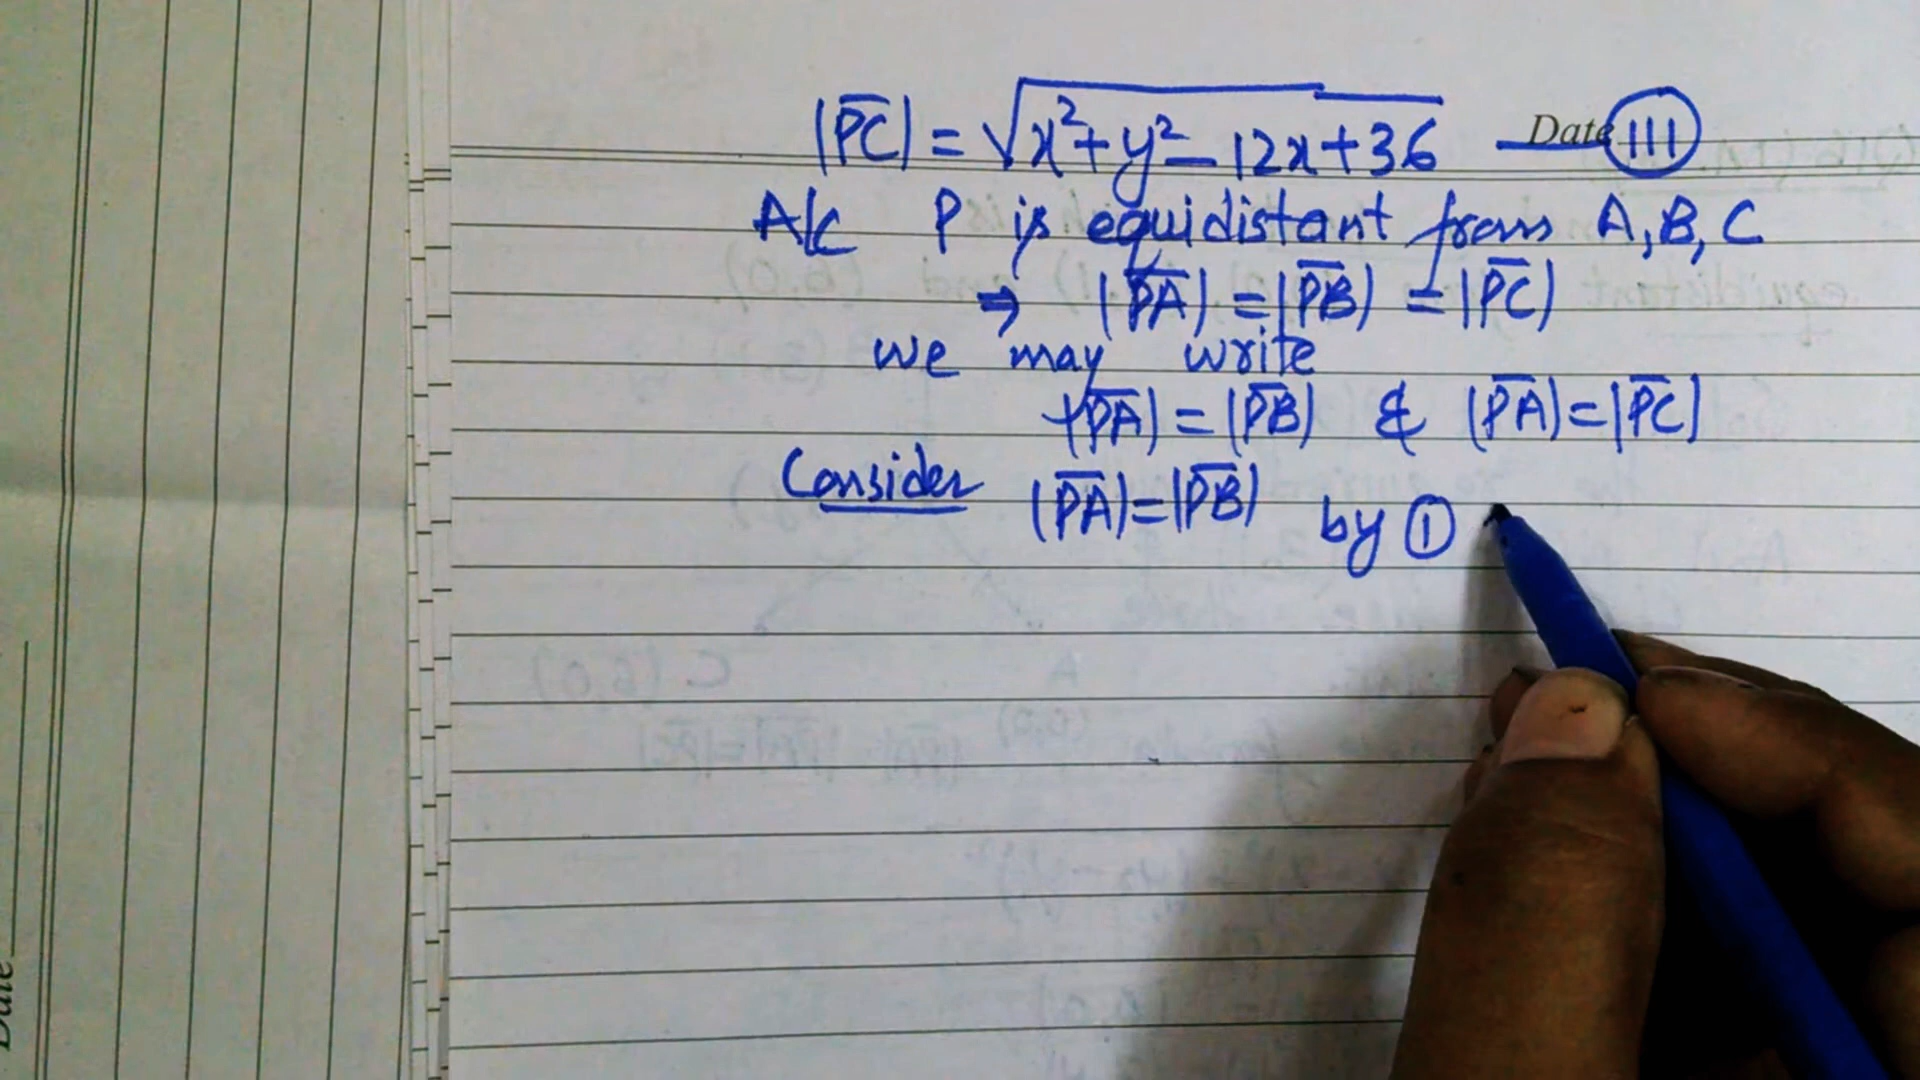 |PC| = √x²+y²-12x+36 — Date III
A/c P is equidistant from A, B, C
⇒ |PA| = |PB| = |PC|
we may write
|PA| = |PB| & |PA| = |PC|
Consider |PA| = |PB| by ①
Date